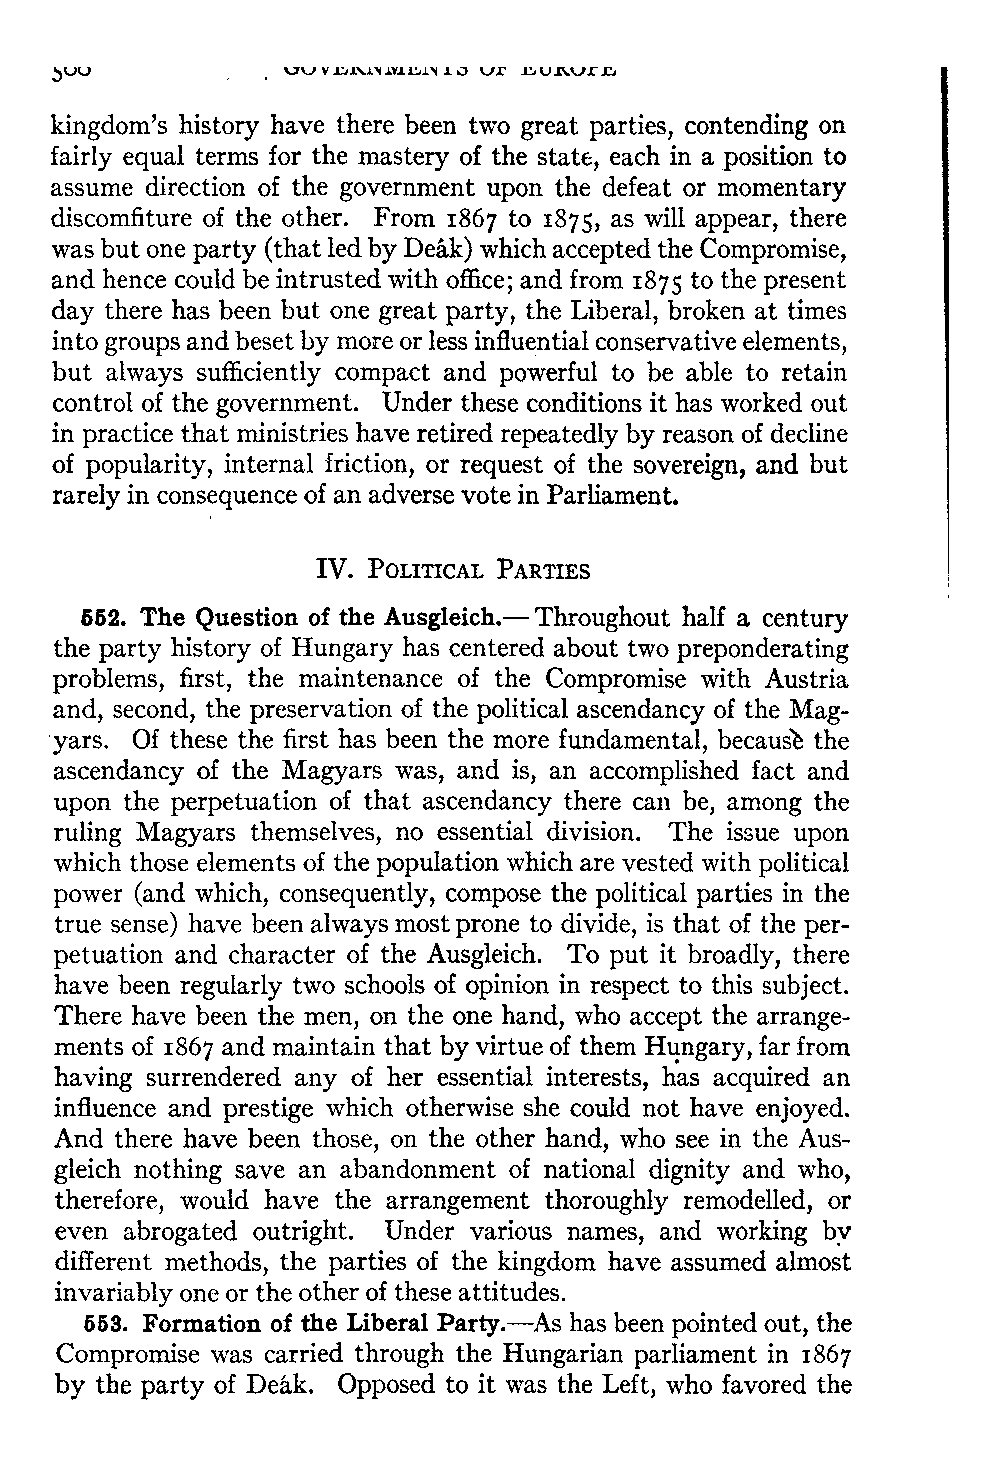 GOVERNMENTS OF EUROPE
kingdom's history have there been two great parties, contending on
fairly equal terms for the mastery of the state, each in a position to
assume direction of the government upon the defeat or momentary
discomfiture of the other. From 1867 to 1875, as will appear, there
was but one party (that led by Deák) which accepted the Compromise,
and hence could be intrusted with office; and from 1875 to the present
day there has been but one great party, the Liberal, broken at times
into groups and beset by more or less influential conservative elements,
but always sufficiently compact and powerful to be able to retain
control of the government. Under these conditions it has worked out
in practice that ministries have retired repeatedly by reason of decline
of popularity, internal friction, or request of the sovereign, and but
rarely in consequence of an adverse vote in Parliament.
IV. POLITICAL PARTIES
552. The Question of the Ausgleich.—Throughout half a century
the party history of Hungary has centered about two preponderating
problems, first, the maintenance of the Compromise with Austria
and, second, the preservation of the political ascendancy of the Mag-
yars. Of these the first has been the more fundamental, because the
ascendancy of the Magyars was, and is, an accomplished fact and
upon the perpetuation of that ascendancy there can be, among the
ruling Magyars themselves, no essential division. The issue upon
which those elements of the population which are vested with political
power (and which, consequently, compose the political parties in the
true sense) have been always most prone to divide, is that of the per-
petuation and character of the Ausgleich. To put it broadly, there
have been regularly two schools of opinion in respect to this subject.
There have been the men, on the one hand, who accept the arrange-
ments of 1867 and maintain that by virtue of them Hungary, far from
having surrendered any of her essential interests, has acquired an
influence and prestige which otherwise she could not have enjoyed.
And there have been those, on the other hand, who see in the Aus-
gleich nothing save an abandonment of national dignity and who,
therefore, would have the arrangement thoroughly remodelled, or
even abrogated outright. Under various names, and working by
different methods, the parties of the kingdom have assumed almost
invariably one or the other of these attitudes.
553. Formation of the Liberal Party.—As has been pointed out, the
Compromise was carried through the Hungarian parliament in 1867
by the party of Deák. Opposed to it was the Left, who favored the